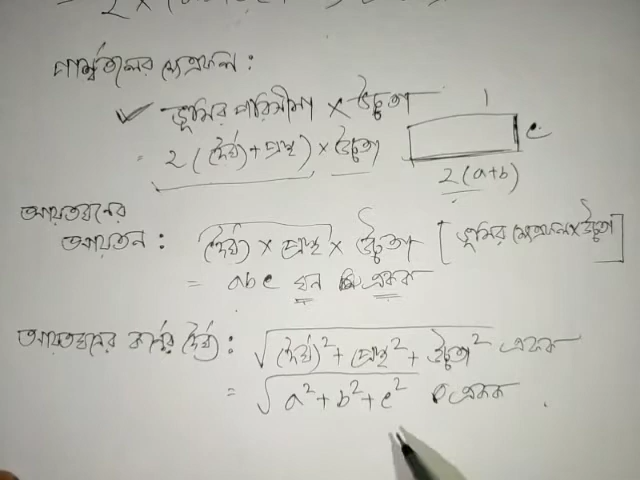 পার্শ্বতলের ক্ষেত্রফল :
ভূমির পরিসীমা × উচ্চতা
= 2 (দৈর্ঘ্য + প্রস্থ) × উচ্চতা
c
2(a+b)
আয়তঘনের
আয়তন : দৈর্ঘ্য × প্রস্থ × উচ্চতা [ভূমির ক্ষেত্রফল × উচ্চতা]
= abc ঘন একক
আয়তঘনের কর্ণের দৈর্ঘ্য : √(দৈর্ঘ্য)² + প্রস্থ² + উচ্চতা² একক
= √a² + b² + c² একক